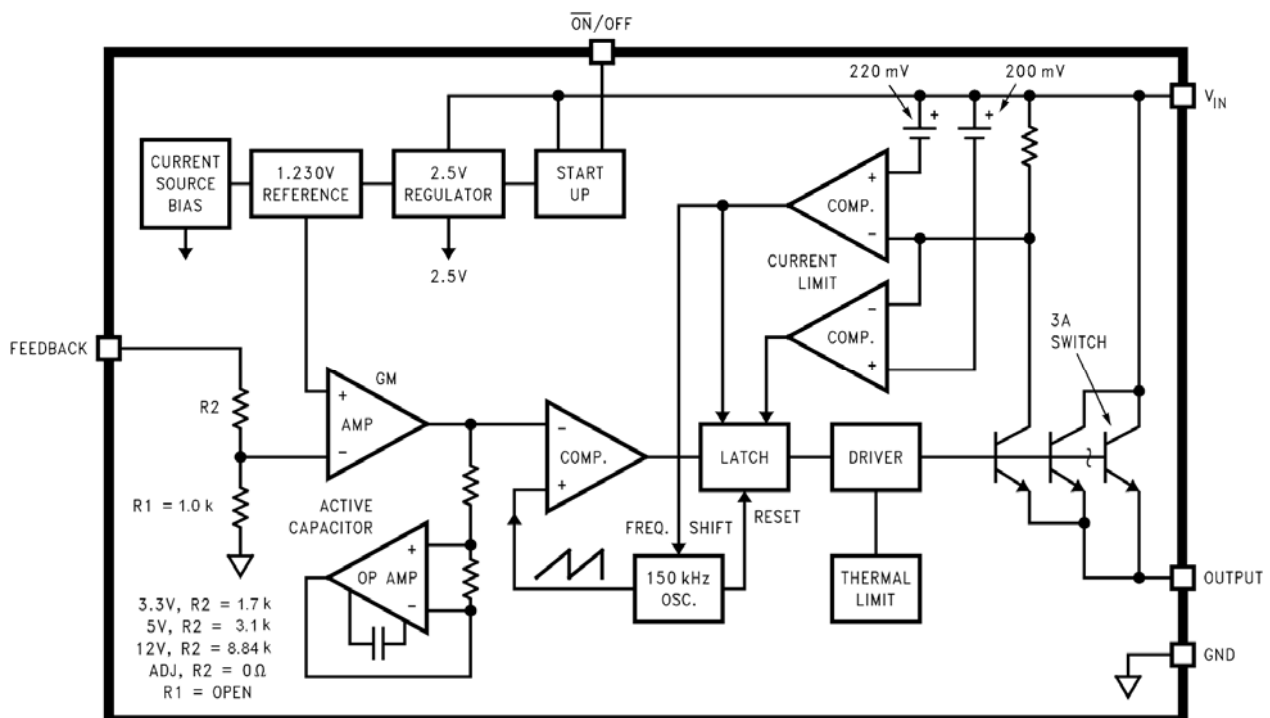 ON/OFF
220 mV
200 mV
VIN
CURRENT
SOURCE
BIAS
1.230V
REFERENCE
2.5V
REGULATOR
START
UP
+
+
+
COMP.
−
2.5V
CURRENT
LIMIT
−
COMP.
+
3A
SWITCH
FEEDBACK
R2
GM
+
AMP
−
−
COMP.
+
LATCH
DRIVER
R1 = 1.0 k
ACTIVE
CAPACITOR
+
OP AMP
−
FREQ. SHIFT
RESET
150 kHz
OSC.
THERMAL
LIMIT
OUTPUT
GND
3.3V, R2 = 1.7 k
5V, R2 = 3.1 k
12V, R2 = 8.84 k
ADJ, R2 = 0 Ω
R1 = OPEN